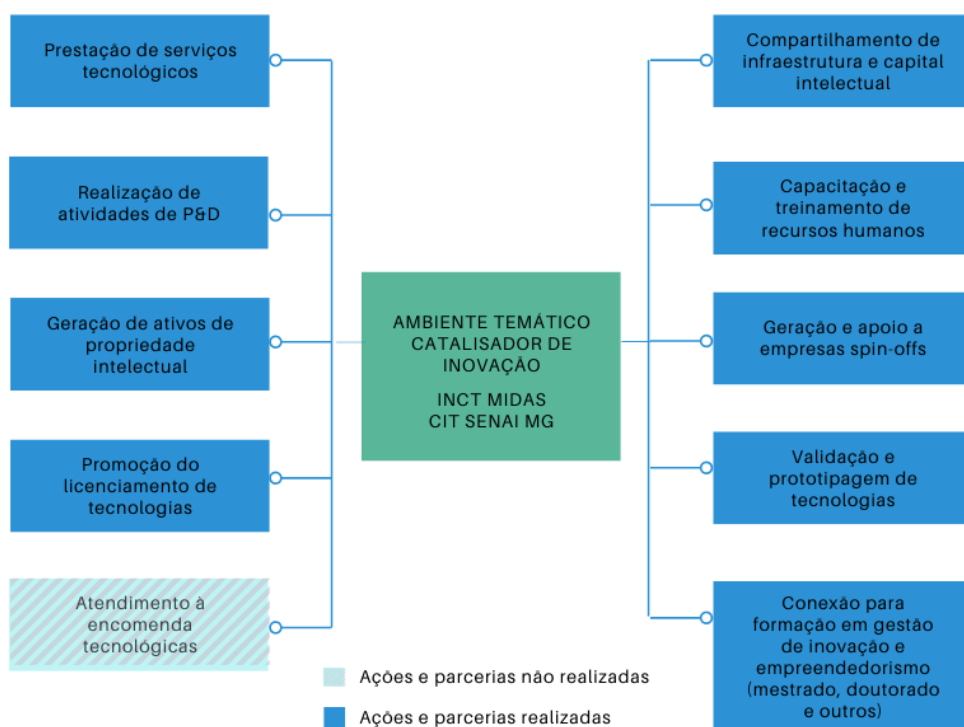 Prestação de serviços
tecnológicos
Realização de
atividades de P&D
Geração de ativos de
propriedade
intelectual
Promoção do
licenciamento de
tecnologias
Atendimento à
encomenda
tecnológicas
AMBIENTE TEMÁTICO
CATALISADOR DE
INOVAÇÃO
INCT MIDAS
CIT SENAI MG
Compartilhamento de
infraestrutura e capital
intelectual
Capacitação e
treinamento de
recursos humanos
Geração e apoio a
empresas spin-offs
Validação e
prototipagem de
tecnologias
Conexão para
formação em gestão
de inovação e
empreendedorismo
(mestrado, doutorado
e outros)
Ações e parcerias não realizadas
Ações e parcerias realizadas